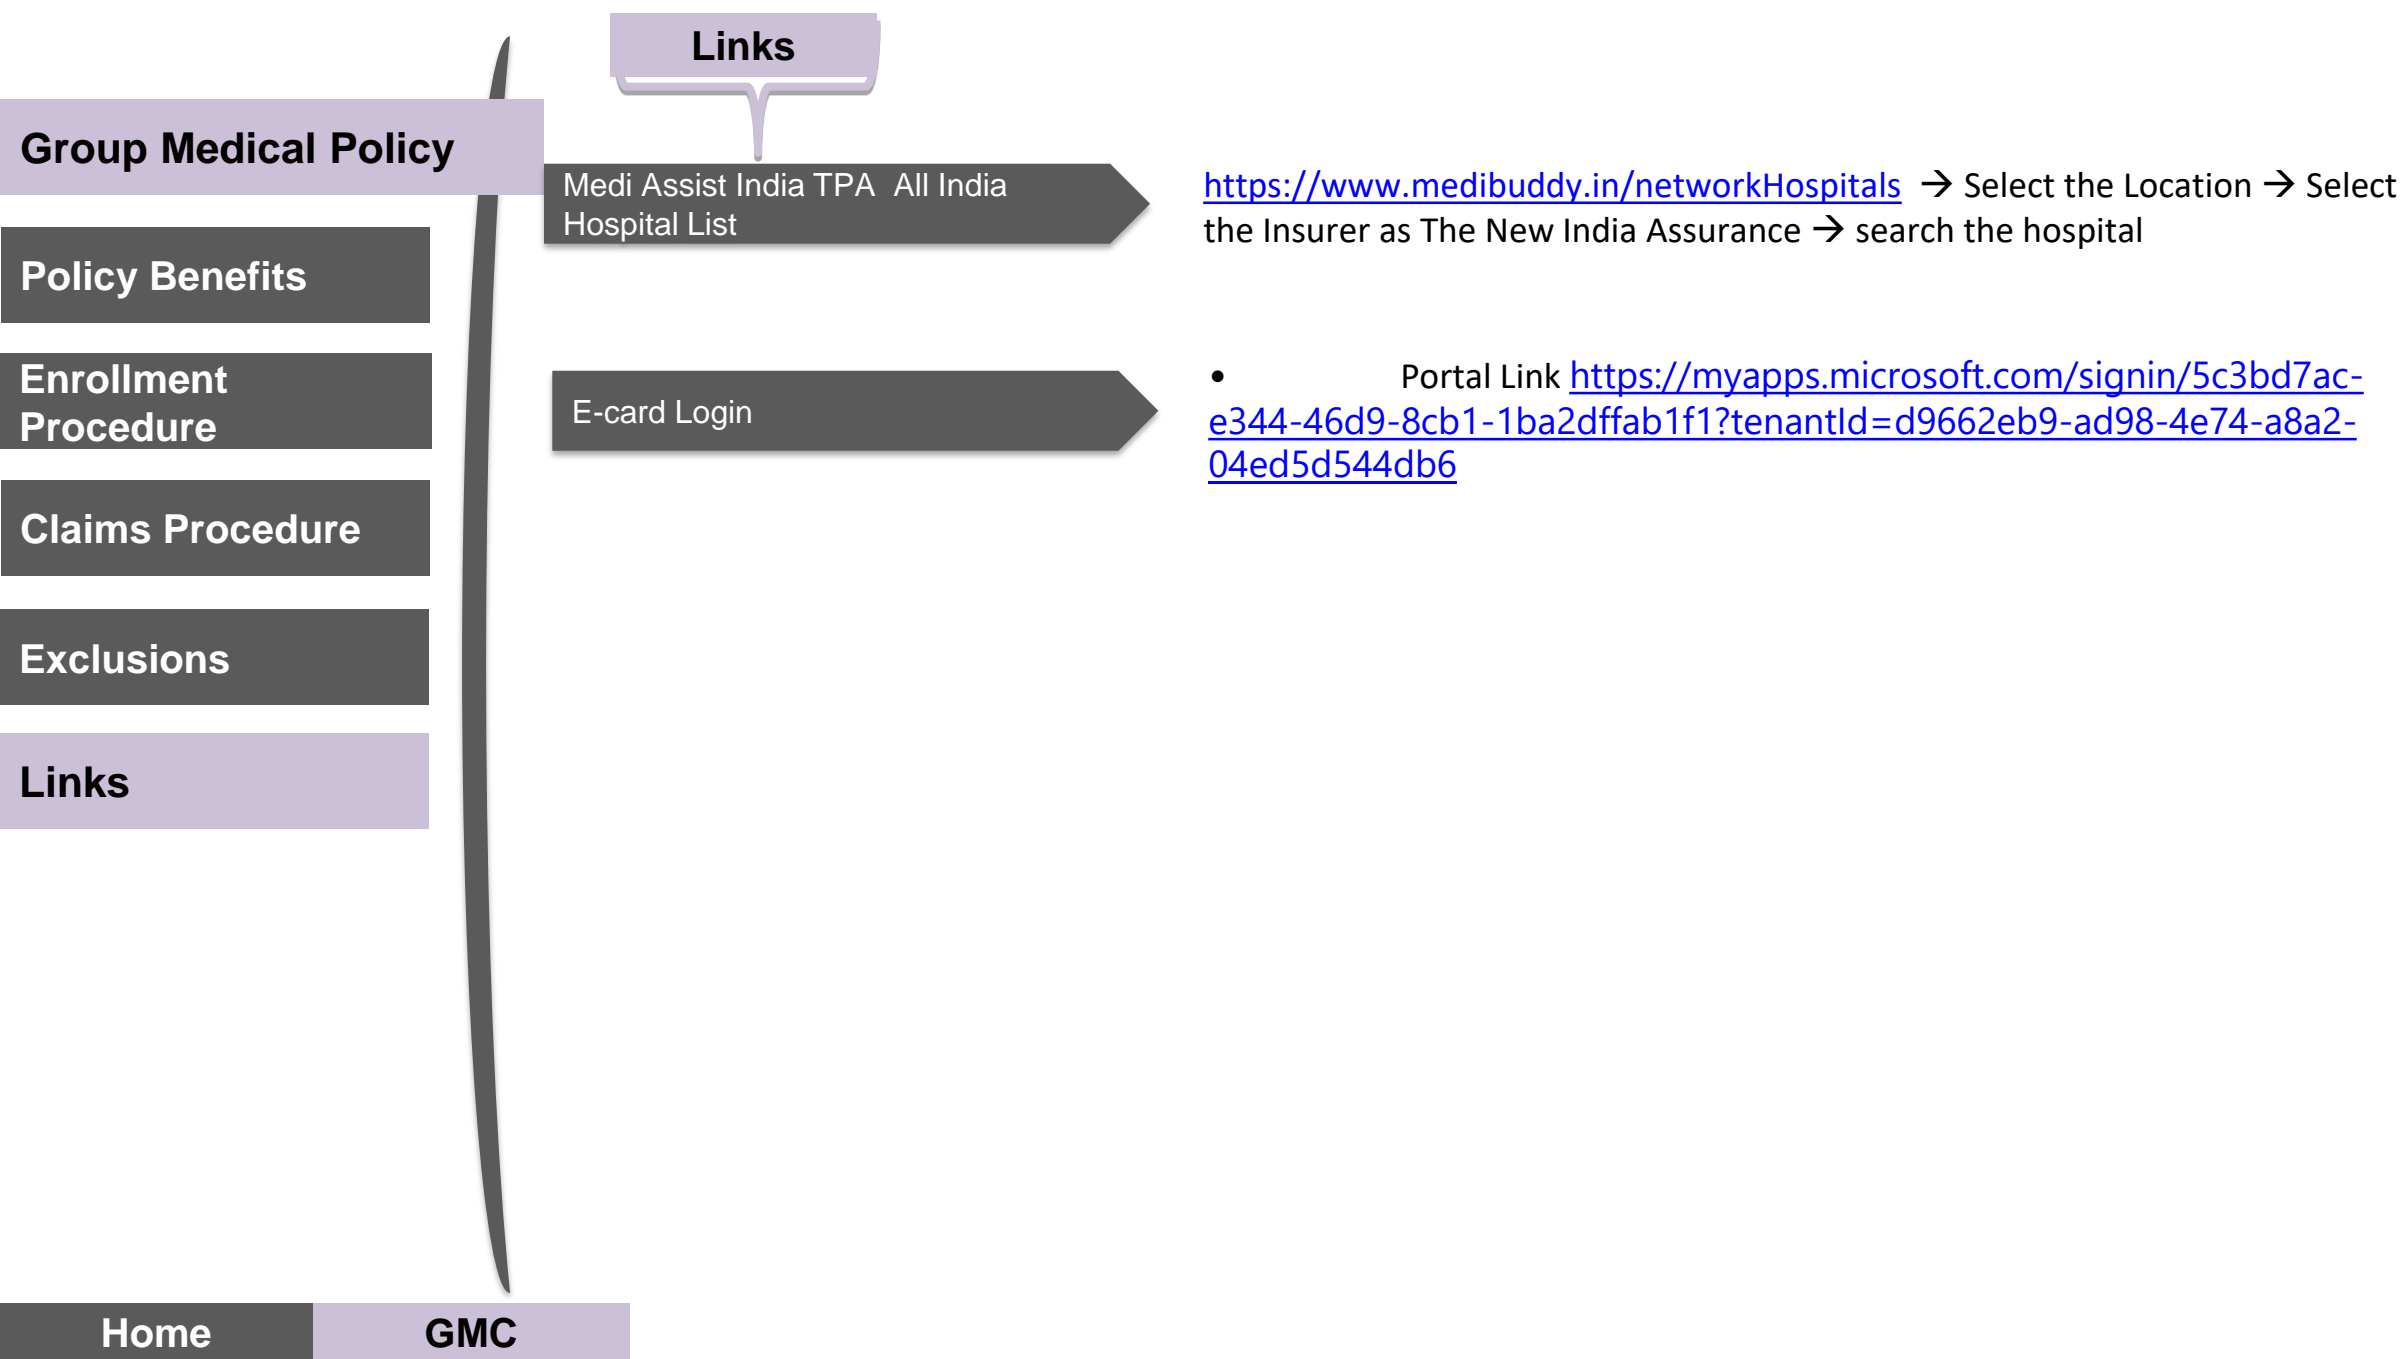 Links
Group Medical Policy
Medi Assist India TPA  All India
Hospital List
https://www.medibuddy.in/networkHospitals → Select the Location → Select
the Insurer as The New India Assurance → search the hospital
Policy Benefits
Enrollment
Procedure
E-card Login
• Portal Link https://myapps.microsoft.com/signin/5c3bd7ac-
e344-46d9-8cb1-1ba2dffab1f1?tenantId=d9662eb9-ad98-4e74-a8a2-
04ed5d544db6
Claims Procedure
Exclusions
Links
Home
GMC